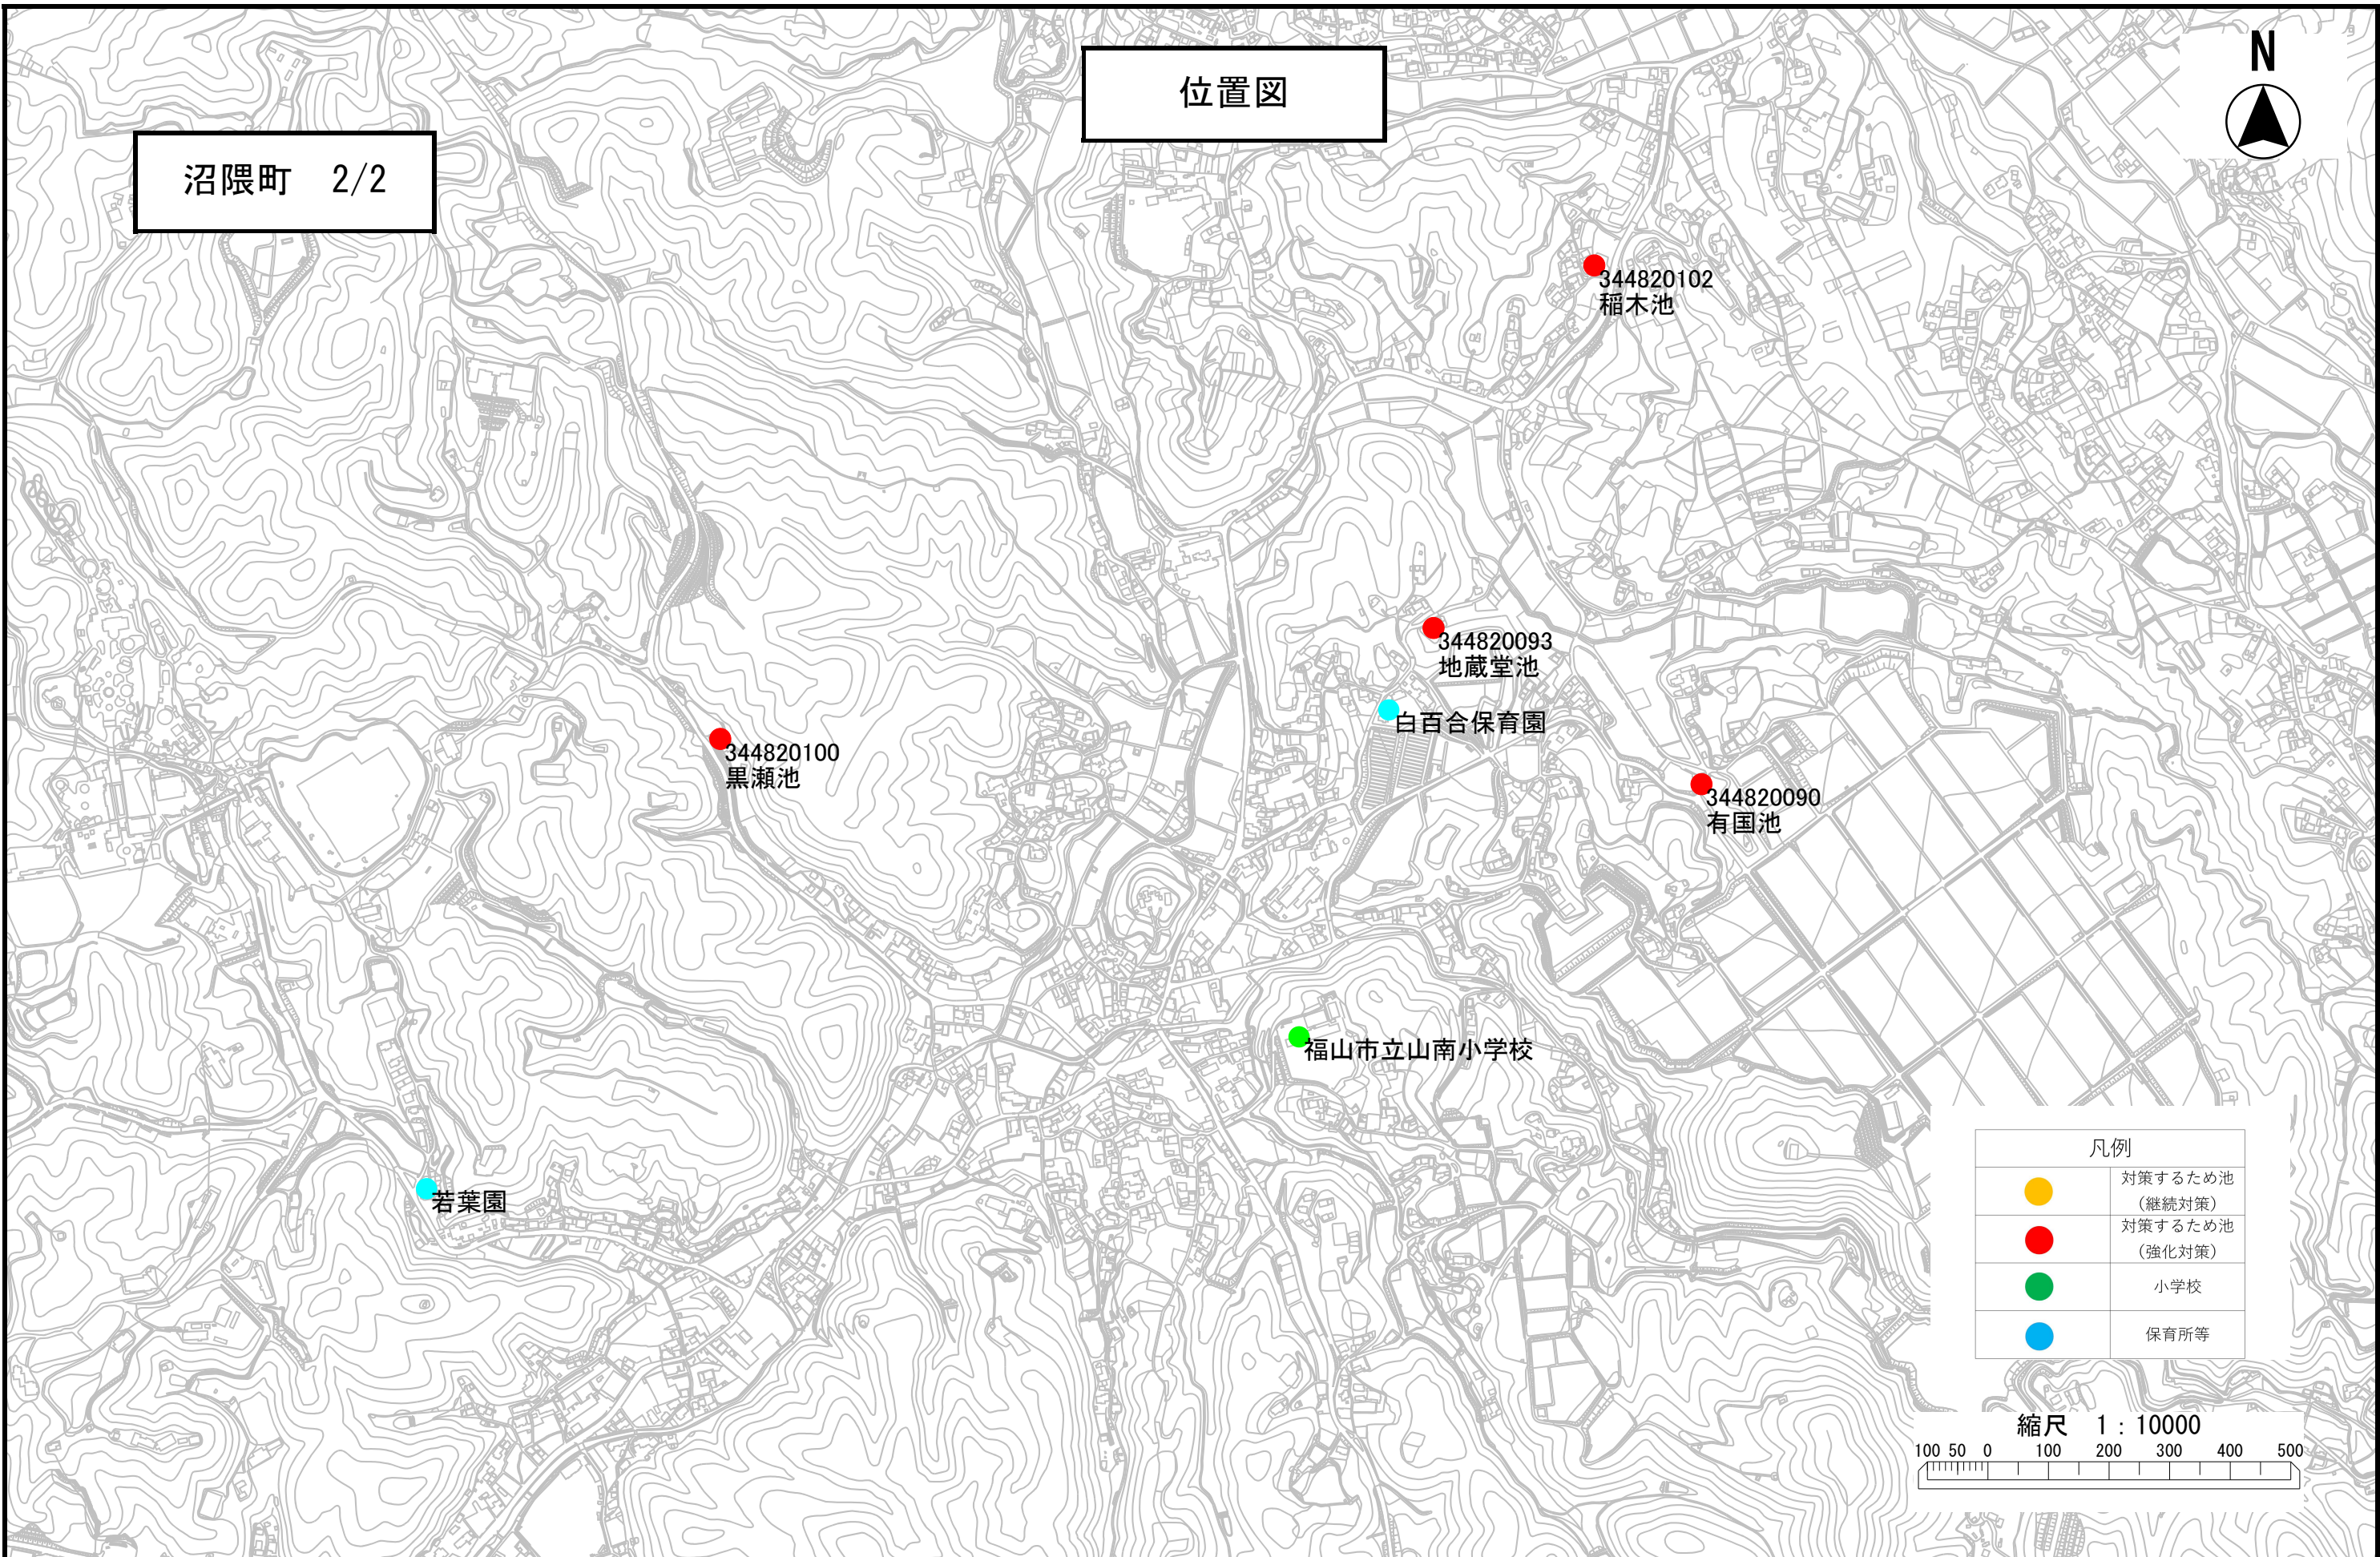 位置図
N
沼隈町　2/2
344820102
稲木池
344820093
地蔵堂池
白百合保育園
344820100
黒瀬池
344820090
有国池
福山市立山南小学校
若葉園
凡例
対策するため池
（継続対策）
対策するため池
（強化対策）
小学校
保育所等
縮尺　1：10000
100 50 0 100 200 300 400 500